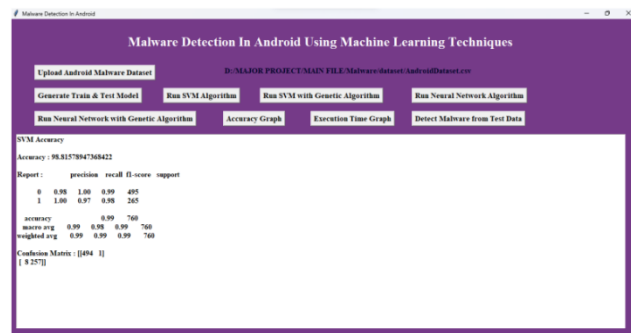 Malware Detection In Android
Malware Detection In Android Using Machine Learning Techniques
Upload Android Malware Dataset D:/MAJOR PROJECT/MAIN FILE/Malware/dataset/AndroidDataset.csv
Generate Train & Test Model Run SVM Algorithm Run SVM with Genetic Algorithm Run Neural Network Algorithm
Run Neural Network with Genetic Algorithm Accuracy Graph Execution Time Graph Detect Malware from Test Data
SVM Accuracy
Accuracy : 98.81578947368422
Report : precision recall f1-score support
0 0.98 1.00 0.99 495
1 1.00 0.97 0.98 265
accuracy 0.99 760
macro avg 0.99 0.98 0.99 760
weighted avg 0.99 0.99 0.99 760
Confusion Matrix : [[494 1]
[ 8 257]]